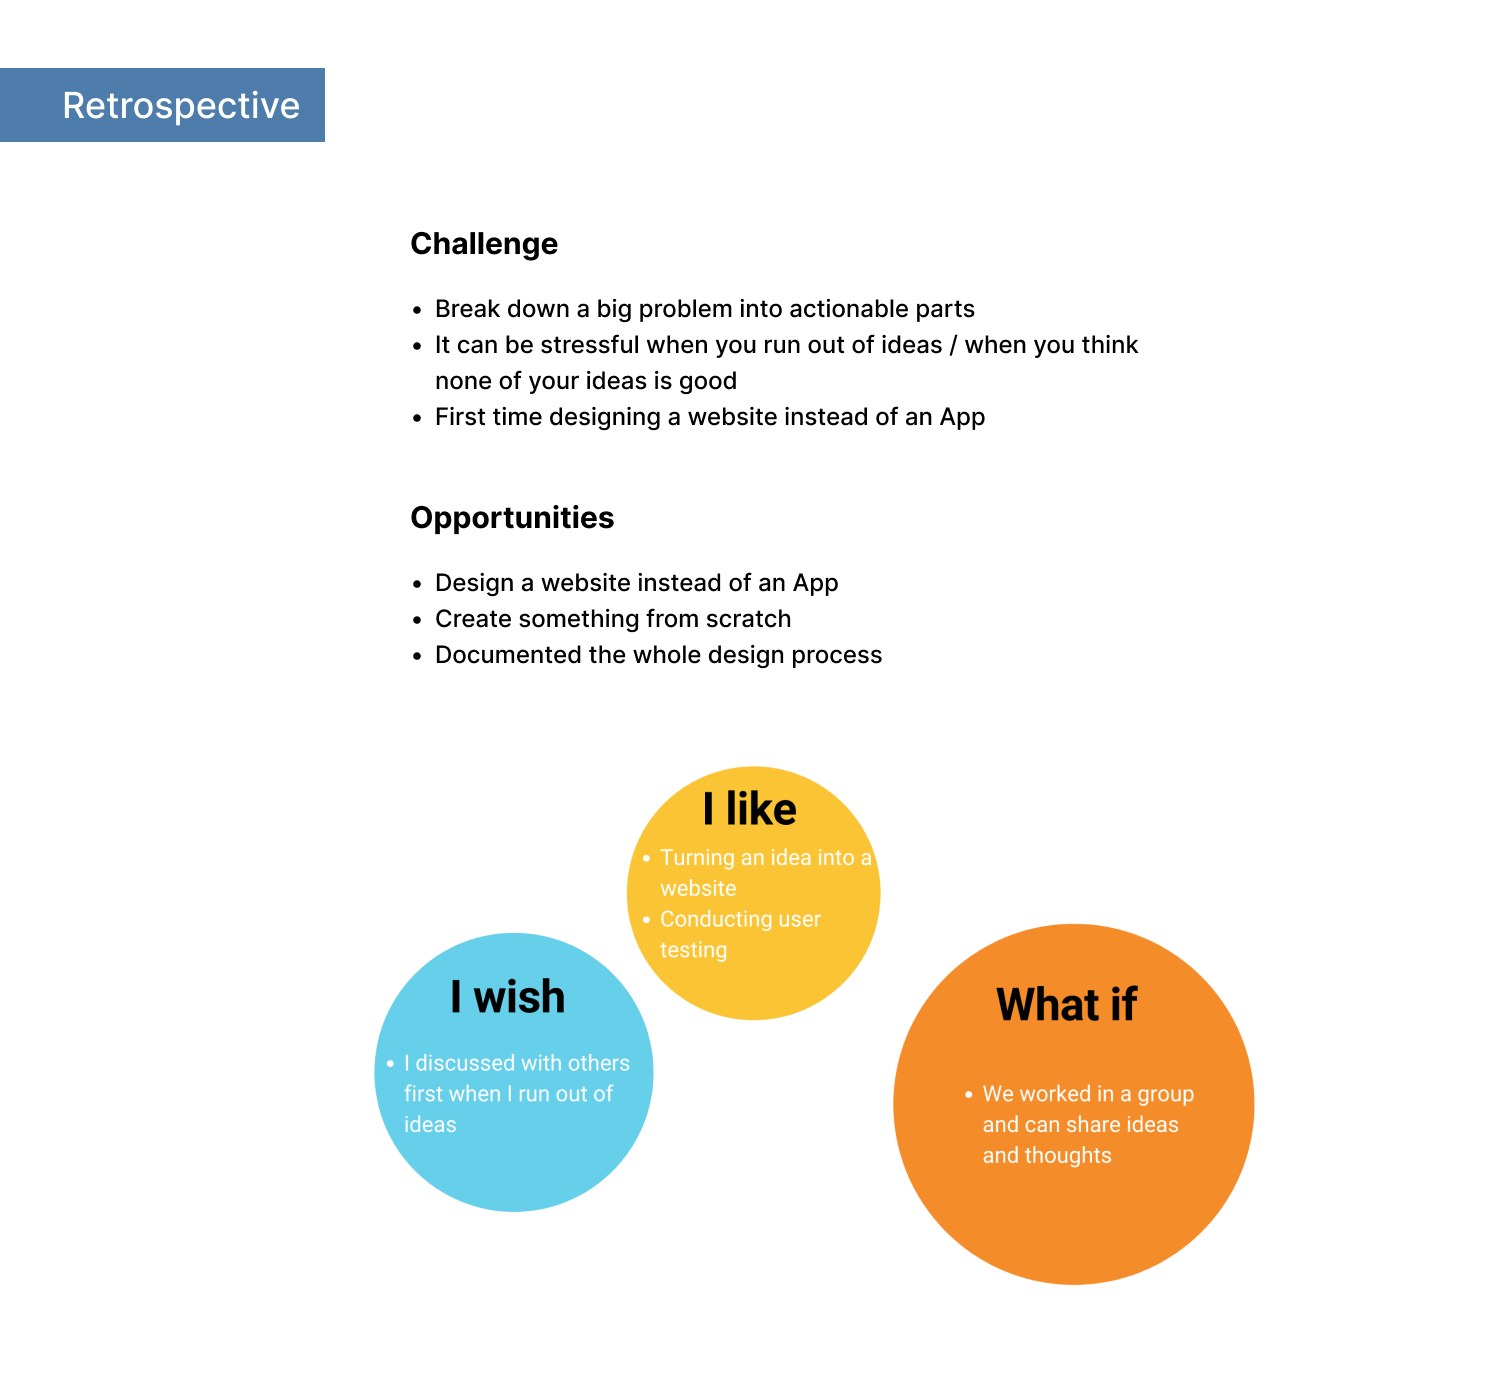 Retrospective
Challenge
• Break down a big problem into actionable parts
• It can be stressful when you run out of ideas / when you think
none of your ideas is good
• First time designing a website instead of an App
Opportunities
• Design a website instead of an App
• Create something from scratch
• Documented the whole design process
I like
• Turning an idea into a
website
• Conducting user
testing
I wish
• I discussed with others
first when I run out of
ideas
What if
• We worked in a group
and can share ideas
and thoughts